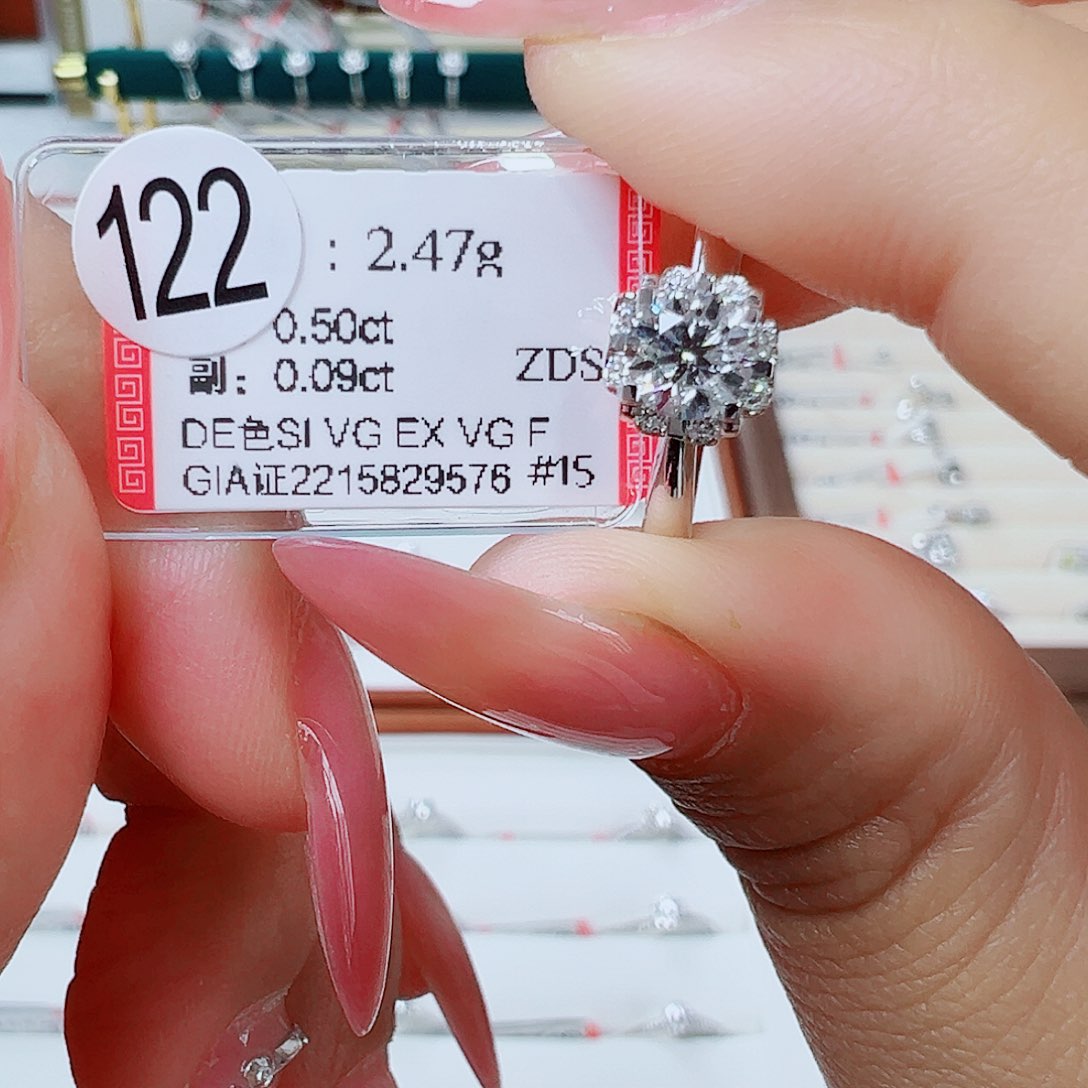 122
: 2.47g
0.50ct
副: 0.09ct
ZDS
DE色SI VG EX VG F
GIA证2215829576 #15